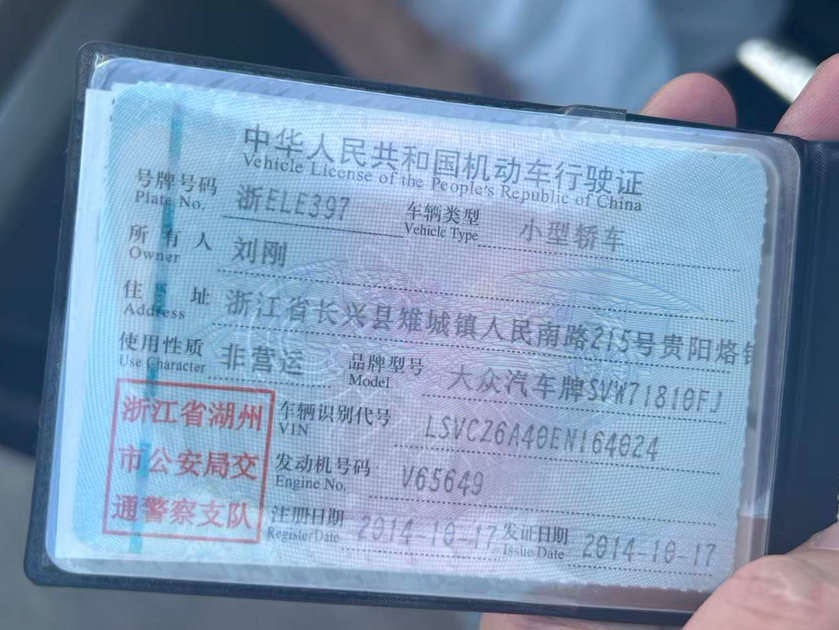 中华人民共和国机动车行驶证
Vehicle License of the People's Republic of China
号牌号码 浙ELE397 车辆类型 小型轿车
Plate No. Vehicle Type
所有人 刘刚
Owner
住址 浙江省长兴县雉城镇人民南路215号贵阳烙
Address
使用性质 非营运 品牌型号 大众汽车牌SVW71810FJ
Use Character Model
浙江省湖州 车辆识别代号 LSVCZ6A40EN164024
VIN
市公安局交 发动机号码 V65649
Engine No.
通警察支队 注册日期 2014-10-17 发证日期 2014-10-17
Register Date Issue Date